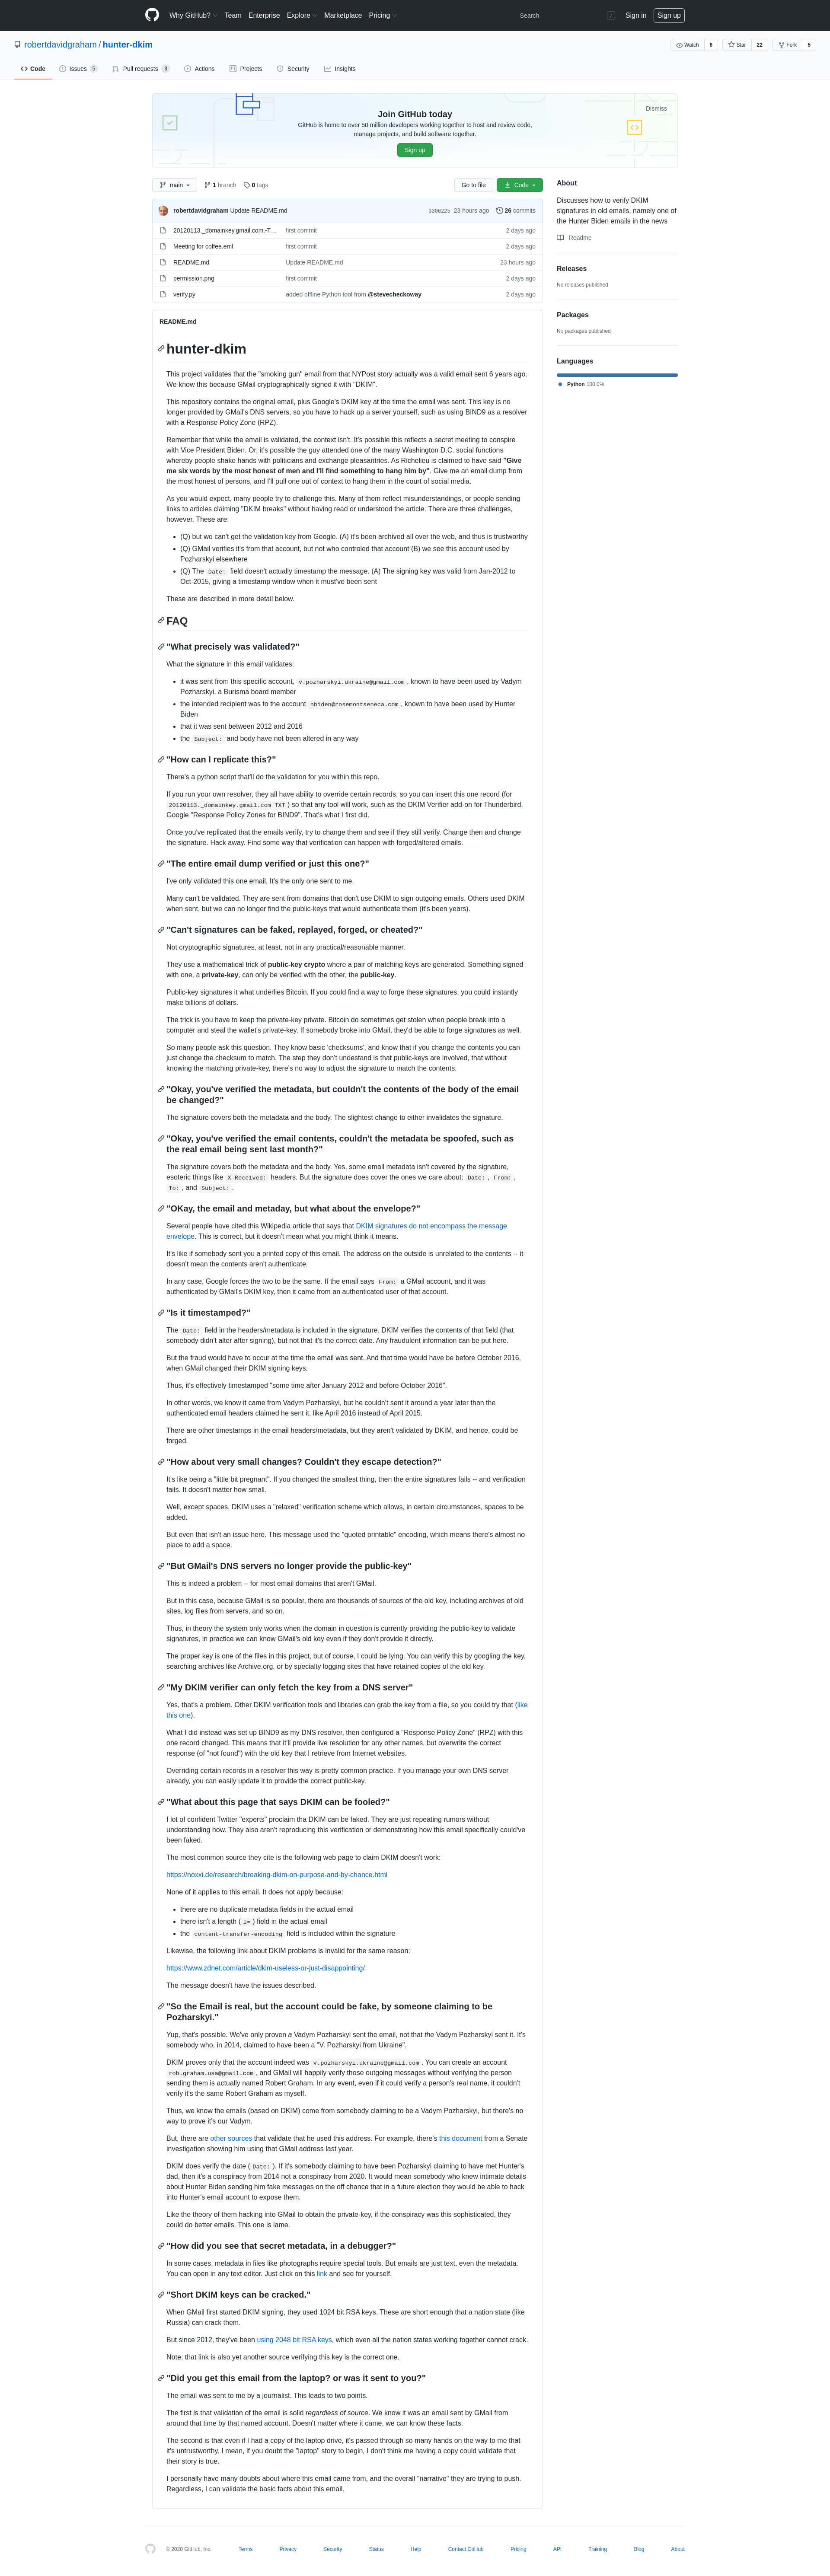 Why GitHub? Team Enterprise Explore Marketplace Pricing Search / Sign in Sign up
robertdavidgraham / hunter-dkim
Watch 6 Star 22 Fork 5
Code Issues 5 Pull requests 3 Actions Projects Security Insights
Dismiss
Join GitHub today
GitHub is home to over 50 million developers working together to host and review code,
manage projects, and build software together.
Sign up
main 1 branch 0 tags Go to file Code
robertdavidgraham Update README.md 3306225 23 hours ago 26 commits
20120113._domainkey.gmail.com.-T... first commit 2 days ago
Meeting for coffee.eml first commit 2 days ago
README.md Update README.md 23 hours ago
permission.png first commit 2 days ago
verify.py added offline Python tool from @stevecheckoway 2 days ago
About
Discusses how to verify DKIM
signatures in old emails, namely one of
the Hunter Biden emails in the news
Readme
Releases
No releases published
Packages
No packages published
Languages
Python 100.0%
README.md
hunter-dkim
This project validates that the "smoking gun" email from that NYPost story actually was a valid email sent 6 years ago.
We know this because GMail cryptographically signed it with "DKIM".
This repository contains the original email, plus Google's DKIM key at the time the email was sent. This key is no
longer provided by GMail's DNS servers, so you have to hack up a server yourself, such as using BIND9 as a resolver
with a Response Policy Zone (RPZ).
Remember that while the email is validated, the context isn't. It's possible this reflects a secret meeting to conspire
with Vice President Biden. Or, it's possible the guy attended one of the many Washington D.C. social functions
whereby people shake hands with politicians and exchange pleasantries. As Richelieu is claimed to have said "Give
me six words by the most honest of men and I'll find something to hang him by". Give me an email dump from
the most honest of persons, and I'll pull one out of context to hang them in the court of social media.
As you would expect, many people try to challenge this. Many of them reflect misunderstandings, or people sending
links to articles claiming "DKIM breaks" without having read or understood the article. There are three challenges,
however. These are:
(Q) but we can't get the validation key from Google. (A) it's been archived all over the web, and thus is trustworthy
(Q) GMail verifies it's from that account, but not who controled that account (B) we see this account used by
Pozharskyi elsewhere
(Q) The Date: field doesn't actually timestamp the message. (A) The signing key was valid from Jan-2012 to
Oct-2015, giving a timestamp window when it must've been sent
These are described in more detail below.
FAQ
"What precisely was validated?"
What the signature in this email validates:
it was sent from this specific account, v.pozharskyi.ukraine@gmail.com, known to have been used by Vadym
Pozharskyi, a Burisma board member
the intended recipient was to the account hbiden@rosemontseneca.com, known to have been used by Hunter
Biden
that it was sent between 2012 and 2016
the Subject: and body have not been altered in any way
"How can I replicate this?"
There's a python script that'll do the validation for you within this repo.
If you run your own resolver, they all have ability to override certain records, so you can insert this one record (for
20120113._domainkey.gmail.com TXT) so that any tool will work, such as the DKIM Verifier add-on for Thunderbird.
Google "Response Policy Zones for BIND9". That's what I first did.
Once you've replicated that the emails verify, try to change them and see if they still verify. Change then and change
the signature. Hack away. Find some way that verification can happen with forged/altered emails.
"The entire email dump verified or just this one?"
I've only validated this one email. It's the only one sent to me.
Many can't be validated. They are sent from domains that don't use DKIM to sign outgoing emails. Others used DKIM
when sent, but we can no longer find the public-keys that would authenticate them (it's been years).
"Can't signatures can be faked, replayed, forged, or cheated?"
Not cryptographic signatures, at least, not in any practical/reasonable manner.
They use a mathematical trick of public-key crypto where a pair of matching keys are generated. Something signed
with one, a private-key, can only be verified with the other, the public-key.
Public-key signatures it what underlies Bitcoin. If you could find a way to forge these signatures, you could instantly
make billions of dollars.
The trick is you have to keep the private-key private. Bitcoin do sometimes get stolen when people break into a
computer and steal the wallet's private-key. If somebody broke into GMail, they'd be able to forge signatures as well.
So many people ask this question. They know basic 'checksums', and know that if you change the contents you can
just change the checksum to match. The step they don't undestand is that public-keys are involved, that without
knowing the matching private-key, there's no way to adjust the signature to match the contents.
"Okay, you've verified the metadata, but couldn't the contents of the body of the email
be changed?"
The signature covers both the metadata and the body. The slightest change to either invalidates the signature.
"Okay, you've verified the email contents, couldn't the metadata be spoofed, such as
the real email being sent last month?"
The signature covers both the metadata and the body. Yes, some email metadata isn't covered by the signature,
esoteric things like X-Received: headers. But the signature does cover the ones we care about: Date:, From:,
To:, and Subject:.
"OKay, the email and metaday, but what about the envelope?"
Several people have cited this Wikipedia article that says that DKIM signatures do not encompass the message
envelope. This is correct, but it doesn't mean what you might think it means.
It's like if somebody sent you a printed copy of this email. The address on the outside is unrelated to the contents -- it
doesn't mean the contents aren't authenticate.
In any case, Google forces the two to be the same. If the email says From: a GMail account, and it was
authenticated by GMail's DKIM key, then it came from an authenticated user of that account.
"Is it timestamped?"
The Date: field in the headers/metadata is included in the signature. DKIM verifies the contents of that field (that
somebody didn't alter after signing), but not that it's the correct date. Any fraudulent information can be put here.
But the fraud would have to occur at the time the email was sent. And that time would have be before October 2016,
when GMail changed their DKIM signing keys.
Thus, it's effectively timestamped "some time after January 2012 and before October 2016".
In other words, we know it came from Vadym Pozharskyi, but he couldn't sent it around a year later than the
authenticated email headers claimed he sent it, like April 2016 instead of April 2015.
There are other timestamps in the email headers/metadata, but they aren't validated by DKIM, and hence, could be
forged.
"How about very small changes? Couldn't they escape detection?"
It's like being a "little bit pregnant". If you changed the smallest thing, then the entire signatures fails -- and verification
fails. It doesn't matter how small.
Well, except spaces. DKIM uses a "relaxed" verification scheme which allows, in certain circumstances, spaces to be
added.
But even that isn't an issue here. This message used the "quoted printable" encoding, which means there's almost no
place to add a space.
"But GMail's DNS servers no longer provide the public-key"
This is indeed a problem -- for most email domains that aren't GMail.
But in this case, because GMail is so popular, there are thousands of sources of the old key, including archives of old
sites, log files from servers, and so on.
Thus, in theory the system only works when the domain in question is currently providing the public-key to validate
signatures, in practice we can know GMail's old key even if they don't provide it directly.
The proper key is one of the files in this project, but of course, I could be lying. You can verify this by googling the key,
searching archives like Archive.org, or by specialty logging sites that have retained copies of the old key.
"My DKIM verifier can only fetch the key from a DNS server"
Yes, that's a problem. Other DKIM verification tools and libraries can grab the key from a file, so you could try that (like
this one).
What I did instead was set up BIND9 as my DNS resolver, then configured a "Response Policy Zone" (RPZ) with this
one record changed. This means that it'll provide live resolution for any other names, but overwrite the correct
response (of "not found") with the old key that I retrieve from Internet websites.
Overriding certain records in a resolver this way is pretty common practice. If you manage your own DNS server
already, you can easily update it to provide the correct public-key.
"What about this page that says DKIM can be fooled?"
I lot of confident Twitter "experts" proclaim tha DKIM can be faked. They are just repeating rumors without
understanding how. They also aren't reproducing this verification or demonstrating how this email specifically could've
been faked.
The most common source they cite is the following web page to claim DKIM doesn't work:
https://noxxi.de/research/breaking-dkim-on-purpose-and-by-chance.html
None of it applies to this email. It does not apply because:
there are no duplicate metadata fields in the actual email
there isn't a length (l=) field in the actual email
the content-transfer-encoding field is included within the signature
Likewise, the following link about DKIM problems is invalid for the same reason:
https://www.zdnet.com/article/dkim-useless-or-just-disappointing/
The message doesn't have the issues described.
"So the Email is real, but the account could be fake, by someone claiming to be
Pozharskyi."
Yup, that's possible. We've only proven a Vadym Pozharskyi sent the email, not that the Vadym Pozharskyi sent it. It's
somebody who, in 2014, claimed to have been a "V. Pozharskyi from Ukraine".
DKIM proves only that the account indeed was v.pozharskyi.ukraine@gmail.com. You can create an account
rob.graham.usa@gmail.com, and GMail will happily verify those outgoing messages without verifying the person
sending them is actually named Robert Graham. In any event, even if it could verify a person's real name, it couldn't
verify it's the same Robert Graham as myself.
Thus, we know the emails (based on DKIM) come from somebody claiming to be a Vadym Pozharskyi, but there's no
way to prove it's our Vadym.
But, there are other sources that validate that he used this address. For example, there's this document from a Senate
investigation showing him using that GMail address last year.
DKIM does verify the date (Date:). If it's somebody claiming to have been Pozharskyi claiming to have met Hunter's
dad, then it's a conspiracy from 2014 not a conspiracy from 2020. It would mean somebody who knew intimate details
about Hunter Biden sending him fake messages on the off chance that in a future election they would be able to hack
into Hunter's email account to expose them.
Like the theory of them hacking into GMail to obtain the private-key, if the conspiracy was this sophisticated, they
could do better emails. This one is lame.
"How did you see that secret metadata, in a debugger?"
In some cases, metadata in files like photographs require special tools. But emails are just text, even the metadata.
You can open in any text editor. Just click on this link and see for yourself.
"Short DKIM keys can be cracked."
When GMail first started DKIM signing, they used 1024 bit RSA keys. These are short enough that a nation state (like
Russia) can crack them.
But since 2012, they've been using 2048 bit RSA keys, which even all the nation states working together cannot crack.
Note: that link is also yet another source verifying this key is the correct one.
"Did you get this email from the laptop? or was it sent to you?"
The email was sent to me by a journalist. This leads to two points.
The first is that validation of the email is solid regardless of source. We know it was an email sent by GMail from
around that time by that named account. Doesn't matter where it came, we can know these facts.
The second is that even if I had a copy of the laptop drive, it's passed through so many hands on the way to me that
it's untrustworthy. I mean, if you doubt the "laptop" story to begin, I don't think me having a copy could validate that
their story is true.
I personally have many doubts about where this email came from, and the overall "narrative" they are trying to push.
Regardless, I can validate the basic facts about this email.
© 2020 GitHub, Inc. Terms Privacy Security Status Help Contact GitHub Pricing API Training Blog About